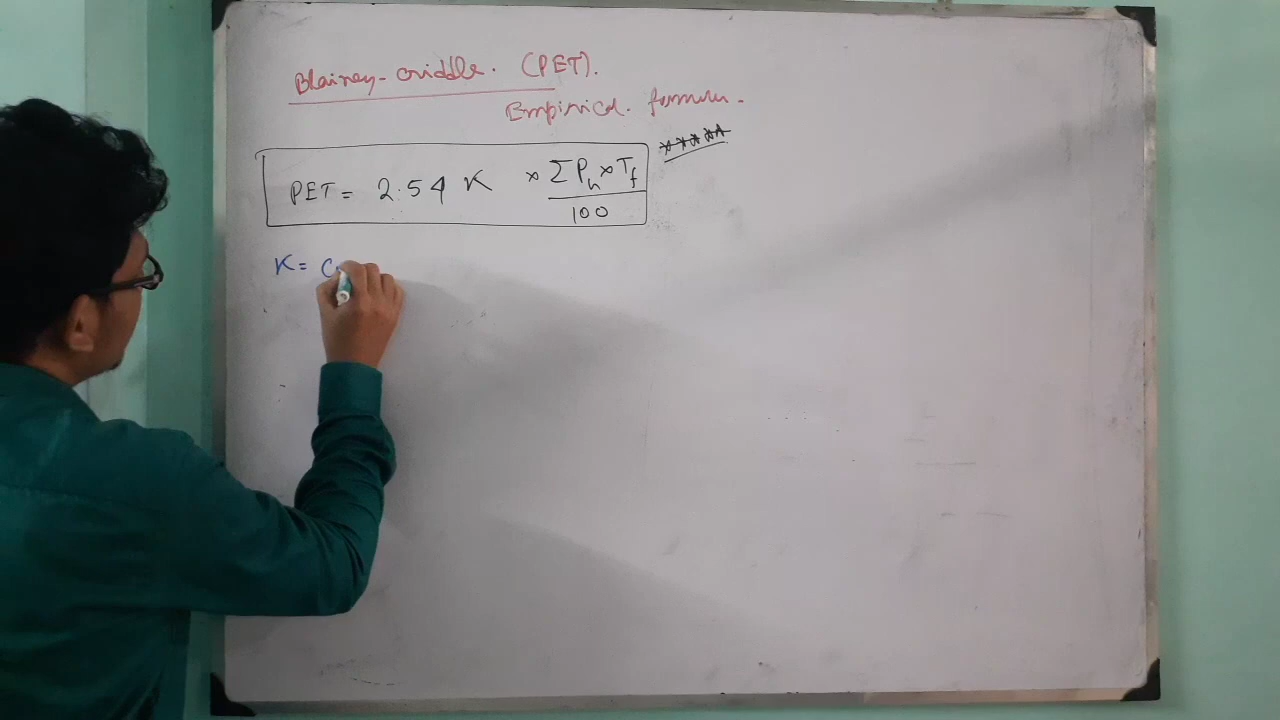 Blainey-criddle. (PET).
Empirical. formula.
PET = 2.54 K × ΣPh × Tf / 100 *****
K = C